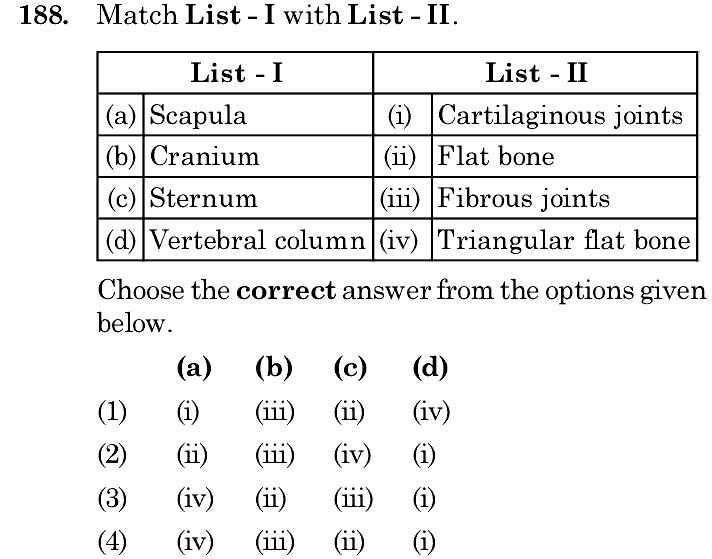 188. Match List - I with List - II.
List - I List - II
(a) Scapula (i) Cartilaginous joints
(b) Cranium (ii) Flat bone
(c) Sternum (iii) Fibrous joints
(d) Vertebral column (iv) Triangular flat bone
Choose the correct answer from the options given
below.
(a) (b) (c) (d)
(1) (i) (iii) (ii) (iv)
(2) (ii) (iii) (iv) (i)
(3) (iv) (ii) (iii) (i)
(4) (iv) (iii) (ii) (i)